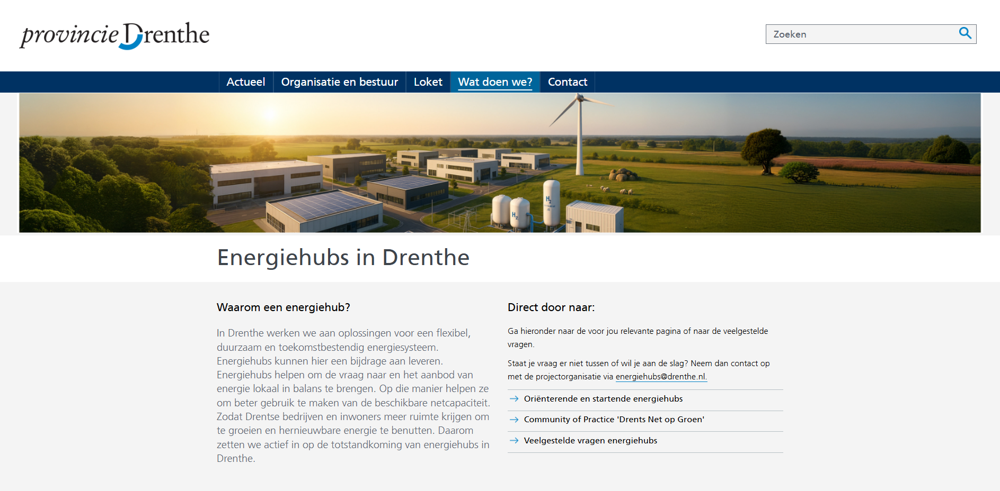 provincie Drenthe
Zoeken
Actueel
Organisatie en bestuur
Loket
Wat doen we?
Contact
H2
H2
Energiehubs in Drenthe
Waarom een energiehub?
In Drenthe werken we aan oplossingen voor een flexibel,
duurzaam en toekomstbestendig energiesysteem.
Energiehubs kunnen hier een bijdrage aan leveren.
Energiehubs helpen om de vraag naar en het aanbod van
energie lokaal in balans te brengen. Op die manier helpen ze
om beter gebruik te maken van de beschikbare netcapaciteit.
Zodat Drentse bedrijven en inwoners meer ruimte krijgen om
te groeien en hernieuwbare energie te benutten. Daarom
zetten we actief in op de totstandkoming van energiehubs in
Drenthe.
Direct door naar:
Ga hieronder naar de voor jou relevante pagina of naar de veelgestelde
vragen.
Staat je vraag er niet tussen of wil je aan de slag? Neem dan contact op
met de projectorganisatie via energiehubs@drenthe.nl.
Oriënterende en startende energiehubs
Community of Practice 'Drents Net op Groen'
Veelgestelde vragen energiehubs